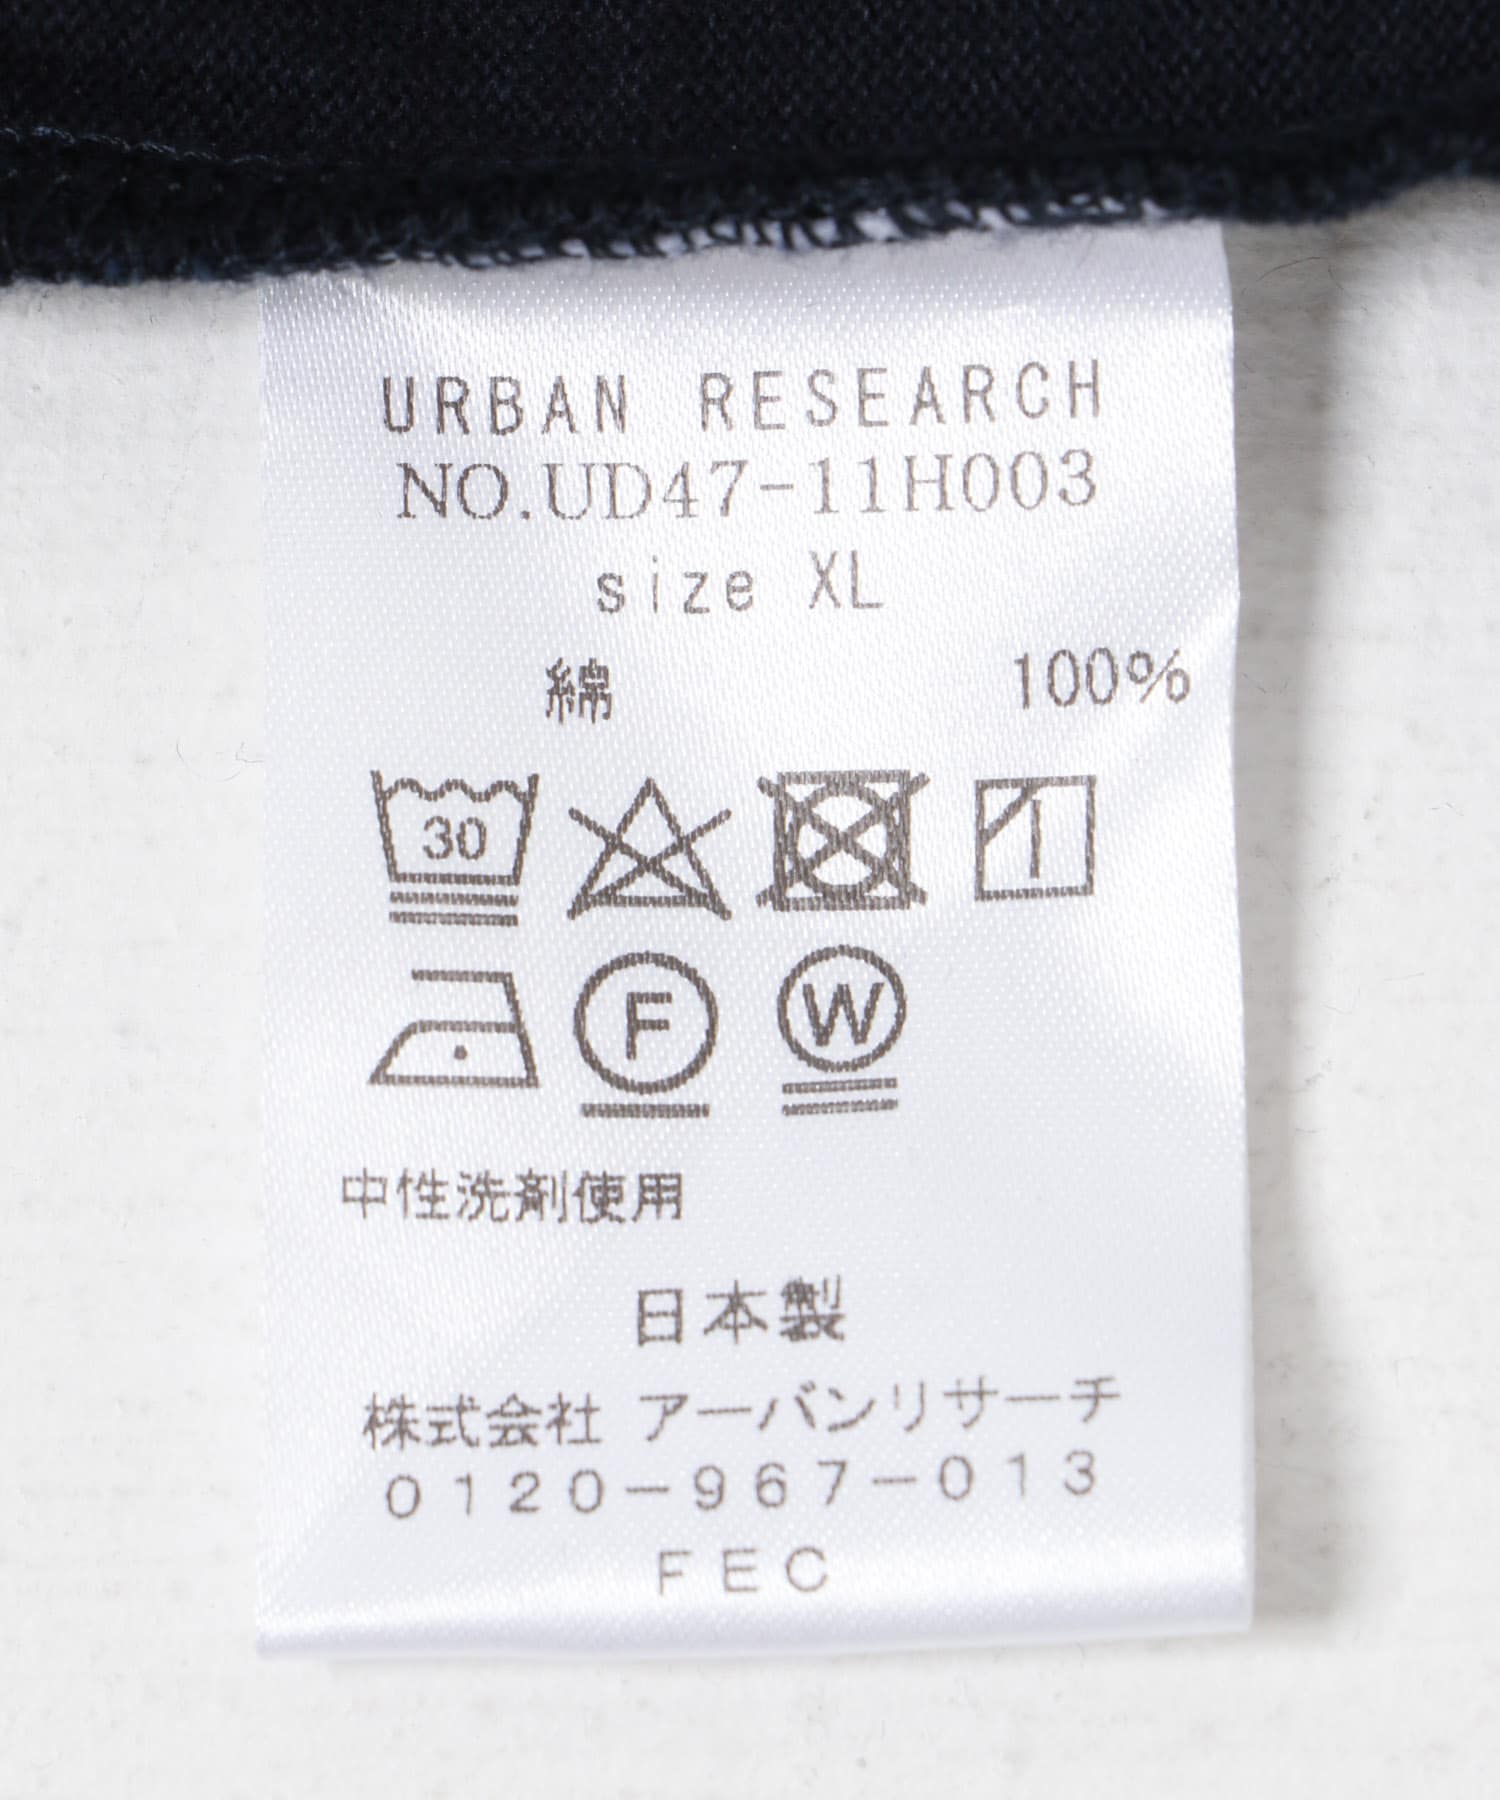 URBAN RESEARCH
NO.UD47-11H003
size XL
綿 100%
30
F W
中性洗剤使用
日本製
株式会社 アーバンリサーチ
0120-967-013
FEC